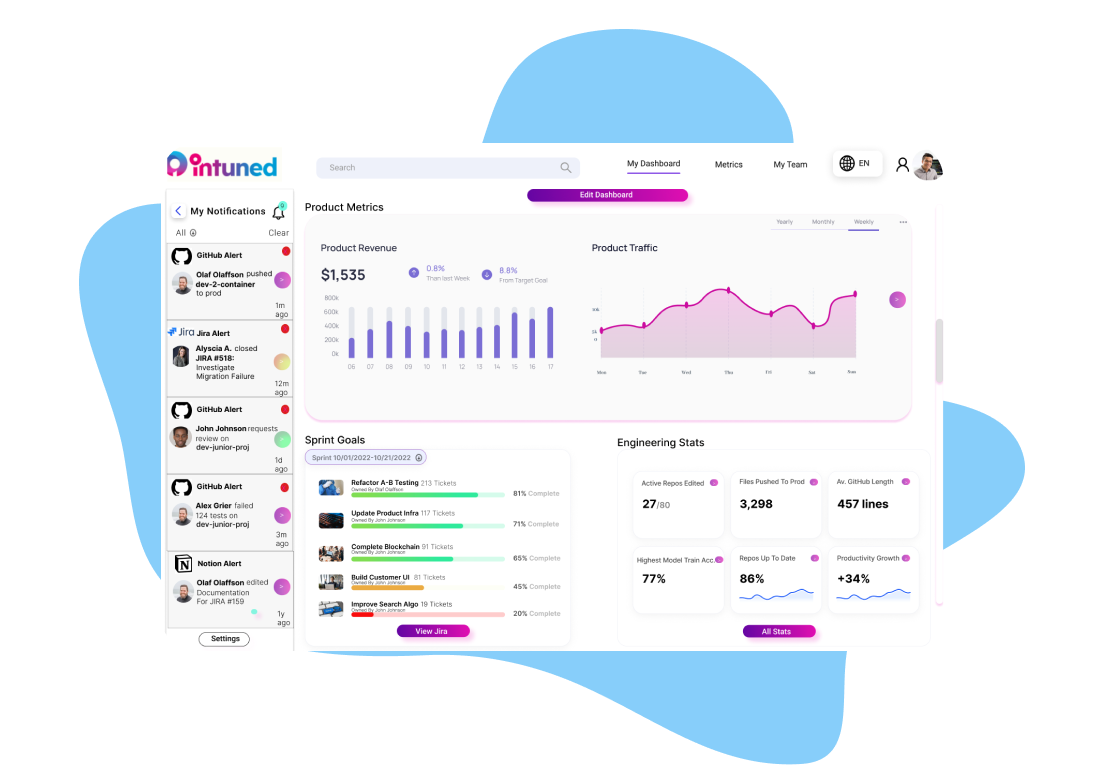 intuned
Search
My Dashboard
Metrics
My Team
EN
Edit Dashboard
My Notifications
9
All
Clear
GitHub Alert
Olaf Olaffson pushed
dev-2-container
to prod
>
1m
ago
Jira
Jira Alert
Alyscia A. closed
JIRA #518:
Investigate
Migration Failure
>
12m
ago
GitHub Alert
John Johnson requests
review on
dev-junior-proj
>
1d
ago
GitHub Alert
Alex Grier failed
124 tests on
dev-junior-proj
>
3m
ago
Notion Alert
Olaf Olaffson edited
Documentation
For JIRA #159
>
1y
ago
Settings
Product Metrics
Yearly
Monthly
Weekly
Product Revenue
$1,535
0.8%
Than last Week
8.8%
From Target Goal
800k
600k
400k
200k
0k
06 07 08 09 10 11 12 13 14 15 16 17
Product Traffic
10k
5k
0
Mon Tue Wed Thu Fri Sat Sun
>
Sprint Goals
Sprint 10/01/2022-10/21/2022
Refactor A-B Testing 213 Tickets
Owned By Olaf Olaffson
81% Complete
Update Product Infra 117 Tickets
Owned By John Johnson
71% Complete
Complete Blockchain 91 Tickets
Owned By John Johnson
65% Complete
Build Customer UI 81 Tickets
Owned By John Johnson
45% Complete
Improve Search Algo 19 Tickets
Owned By John Johnson
20% Complete
View Jira
Engineering Stats
Active Repos Edited
27/80
Files Pushed To Prod
3,298
Av. GitHub Length
457 lines
Highest Model Train Acc.
77%
Repos Up To Date
86%
Productivity Growth
+34%
All Stats